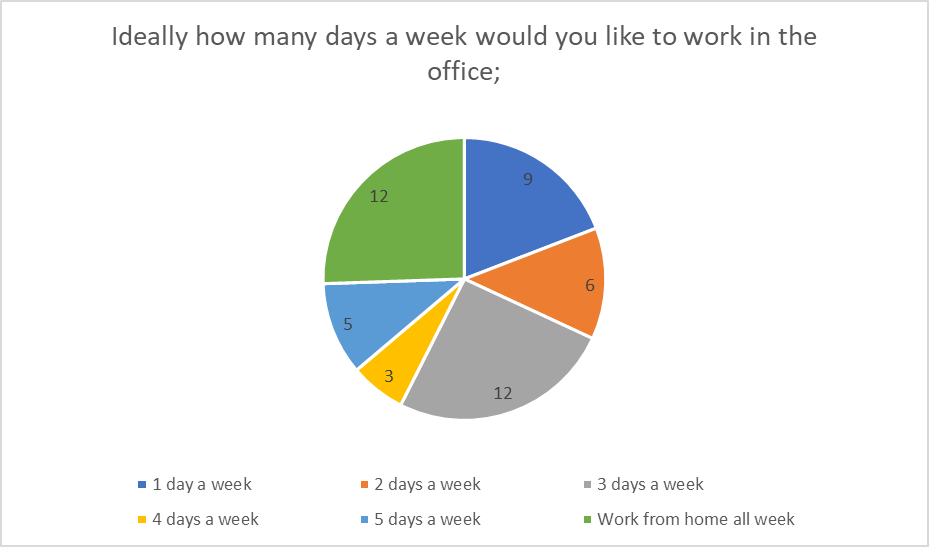 Ideally how many days a week would you like to work in the
office;
9
6
12
3
5
12
1 day a week
2 days a week
3 days a week
4 days a week
5 days a week
Work from home all week